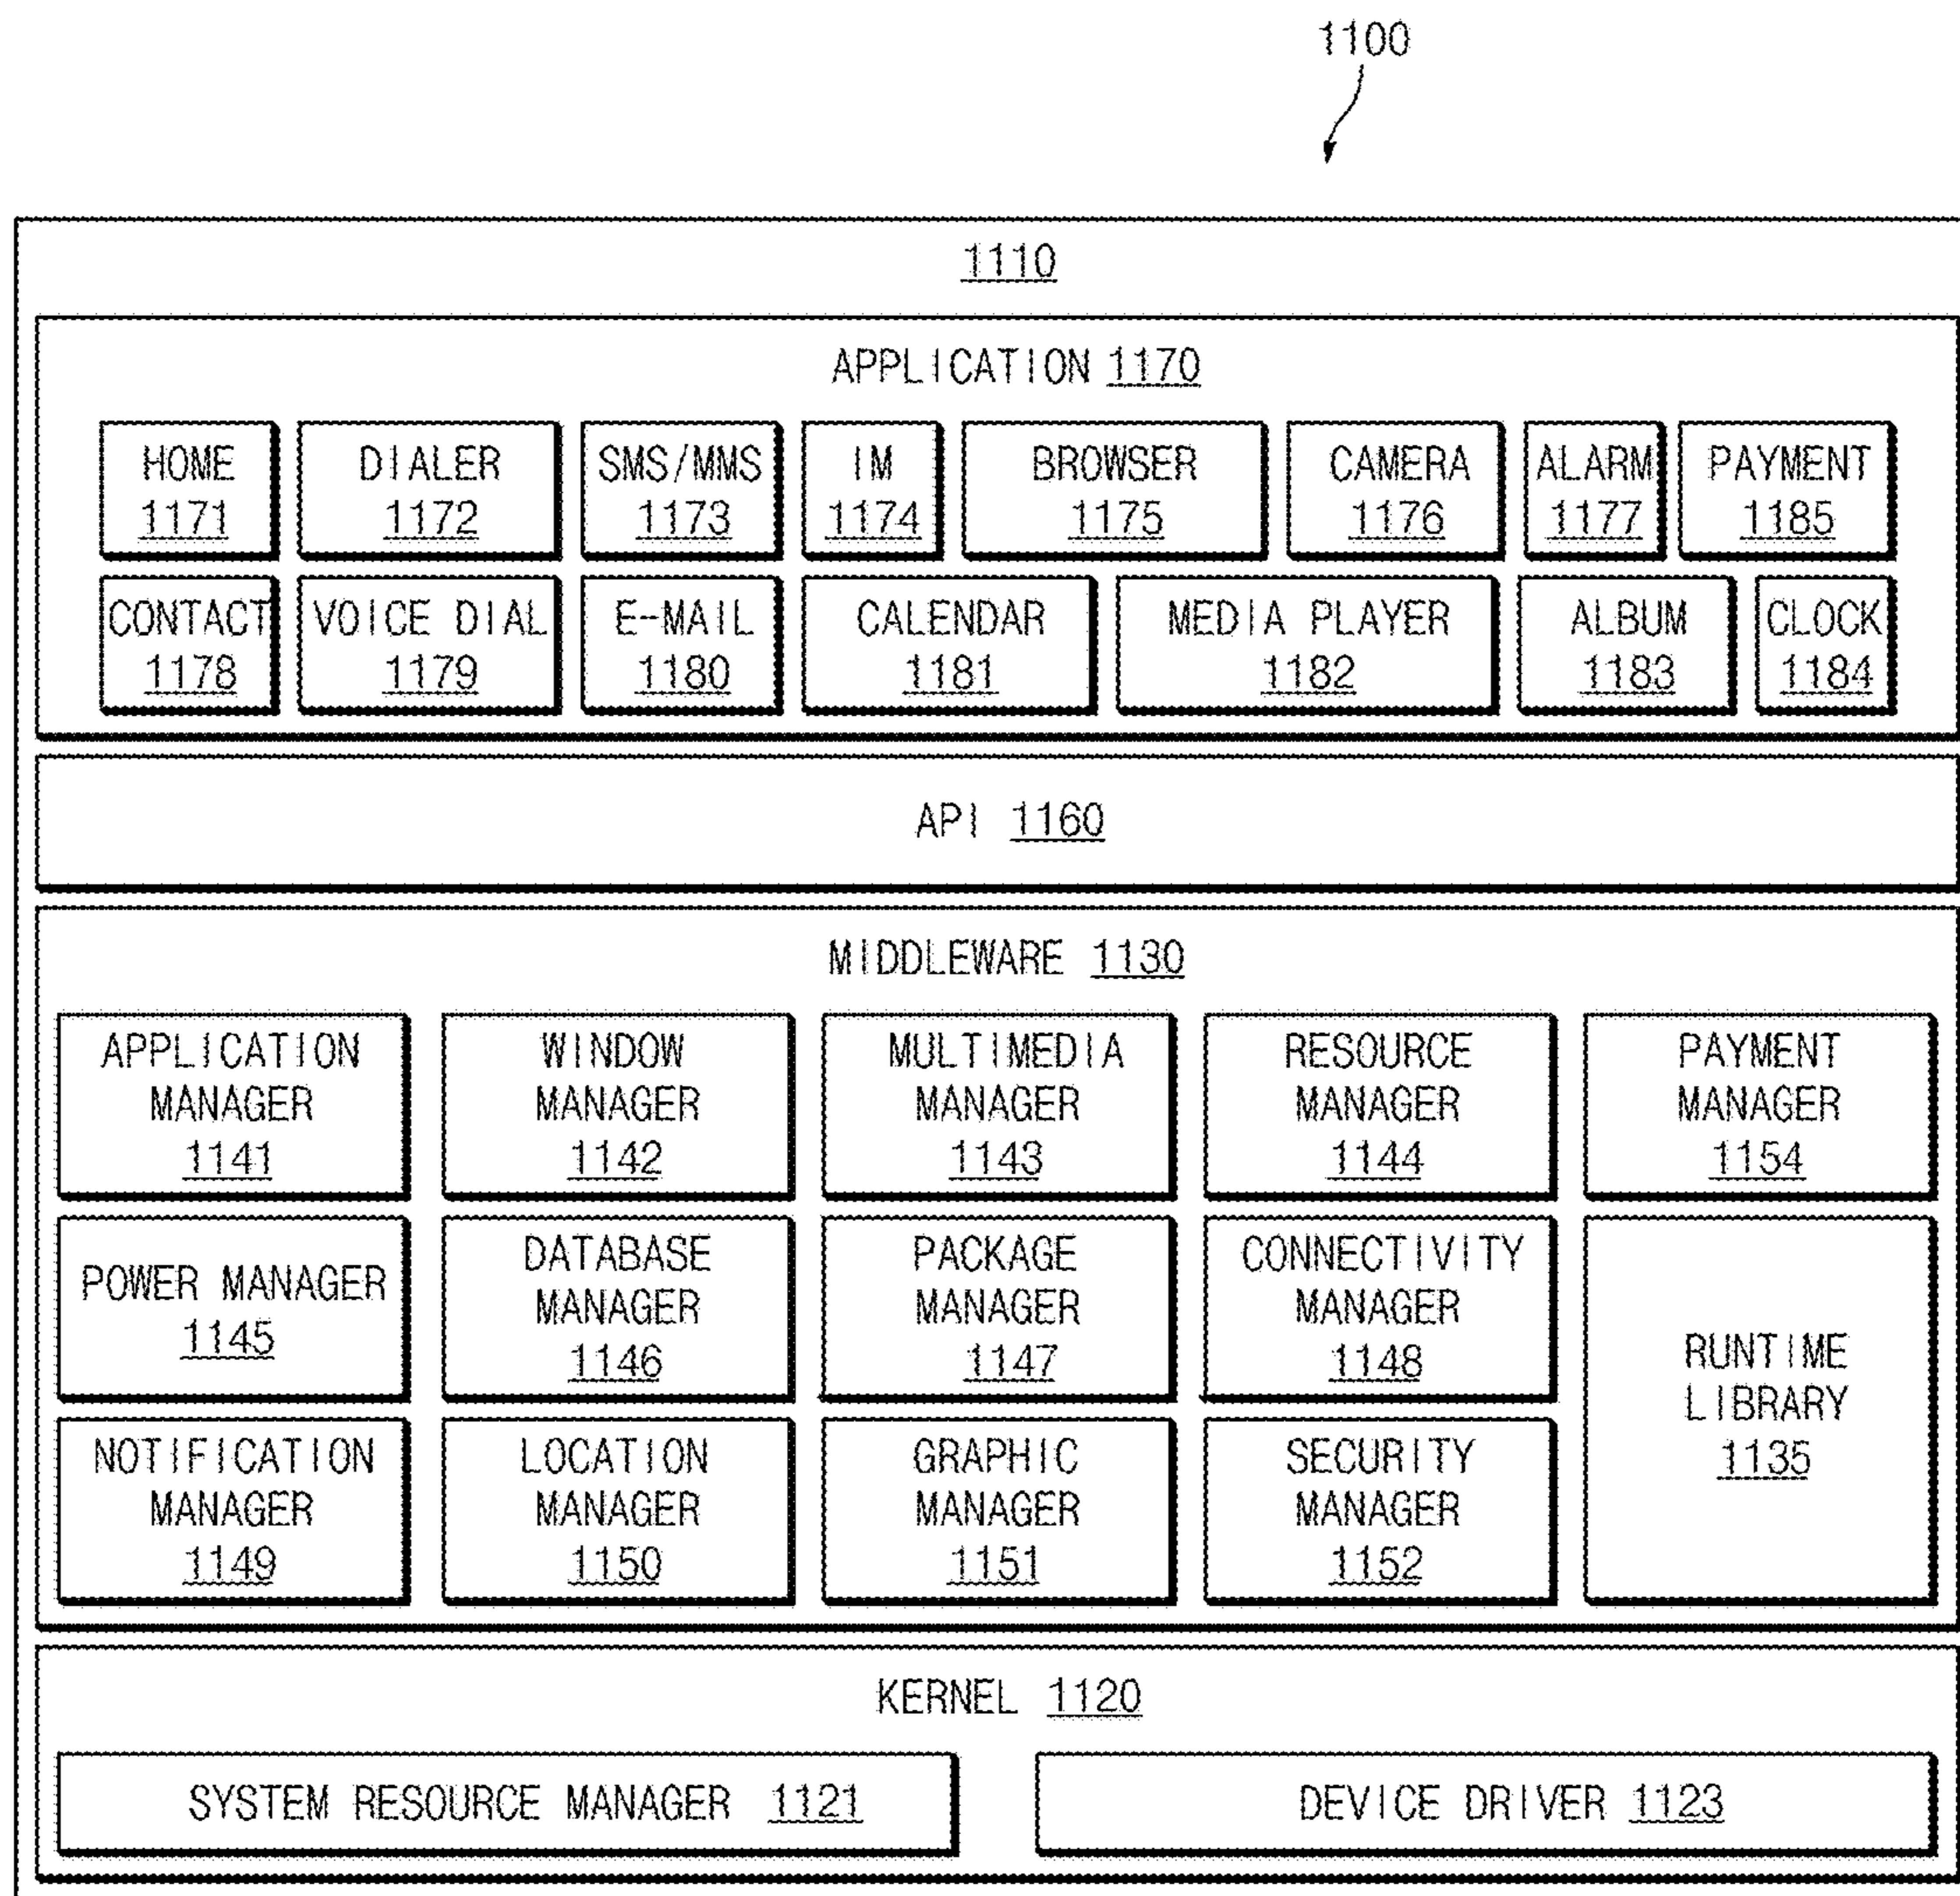 1100
1110
APPLICATION 1170
HOME
1171
DIALER
1172
SMS/MMS
1173
IM
1174
BROWSER
1175
CAMERA
1176
ALARM
1177
PAYMENT
1185
CONTACT
1178
VOICE DIAL
1179
E-MAIL
1180
CALENDAR
1181
MEDIA PLAYER
1182
ALBUM
1183
CLOCK
1184
API 1160
MIDDLEWARE 1130
APPLICATION
MANAGER
1141
WINDOW
MANAGER
1142
MULTIMEDIA
MANAGER
1143
RESOURCE
MANAGER
1144
PAYMENT
MANAGER
1154
POWER MANAGER
1145
DATABASE
MANAGER
1146
PACKAGE
MANAGER
1147
CONNECTIVITY
MANAGER
1148
RUNTIME
LIBRARY
1135
NOTIFICATION
MANAGER
1149
LOCATION
MANAGER
1150
GRAPHIC
MANAGER
1151
SECURITY
MANAGER
1152
KERNEL 1120
SYSTEM RESOURCE MANAGER 1121
DEVICE DRIVER 1123